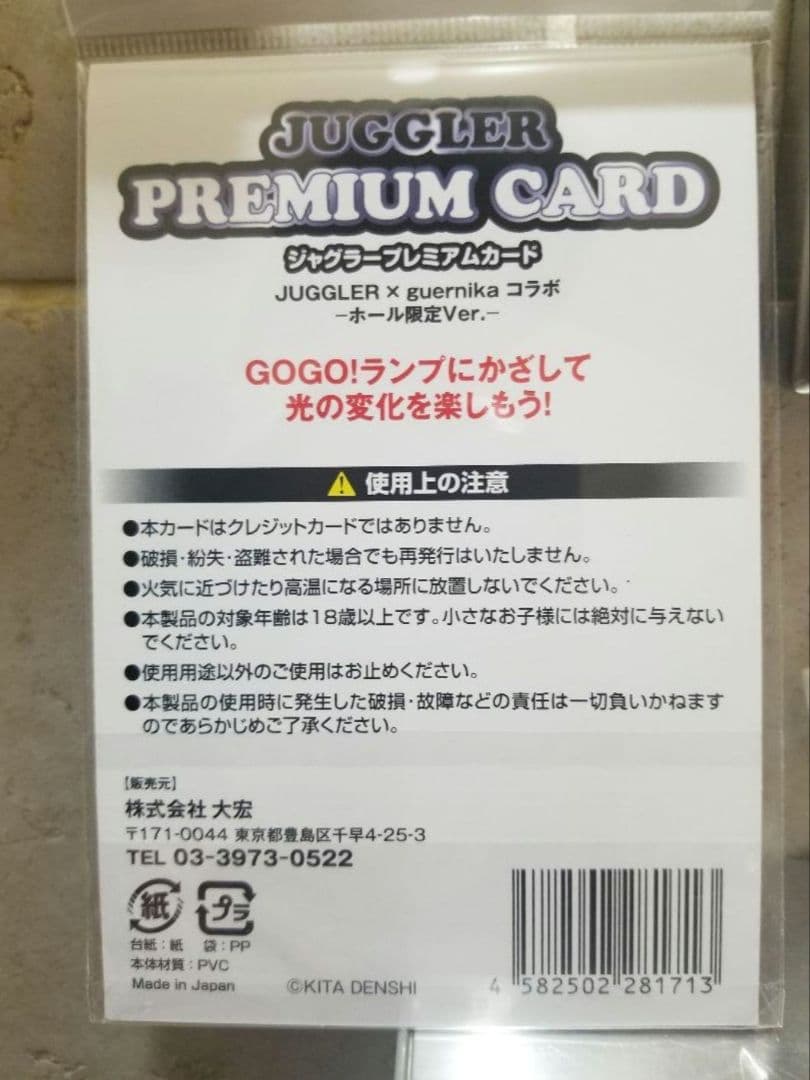 JUGGLER
PREMIUM CARD
ジャグラープレミアムカード
JUGGLER × guernika コラボ
−ホール限定Ver.−
GOGO!ランプにかざして
光の変化を楽しもう!
使用上の注意
●本カードはクレジットカードではありません。
●破損・紛失・盗難された場合でも再発行はいたしません。
●火気に近づけたり高温になる場所に放置しないでください。
●本製品の対象年齢は18歳以上です。小さなお子様には絶対に与えない
でください。
●使用用途以外のご使用はお止めください。
●本製品の使用時に発生した破損・故障などの責任は一切負いかねます
のであらかじめご了承ください。
【販売元】
株式会社 大宏
〒171-0044 東京都豊島区千早4-25-3
TEL 03-3973-0522
紙 プラ
台紙：紙 袋：PP
本体材質：PVC
Made in Japan ©KITA DENSHI 4 582502 281713